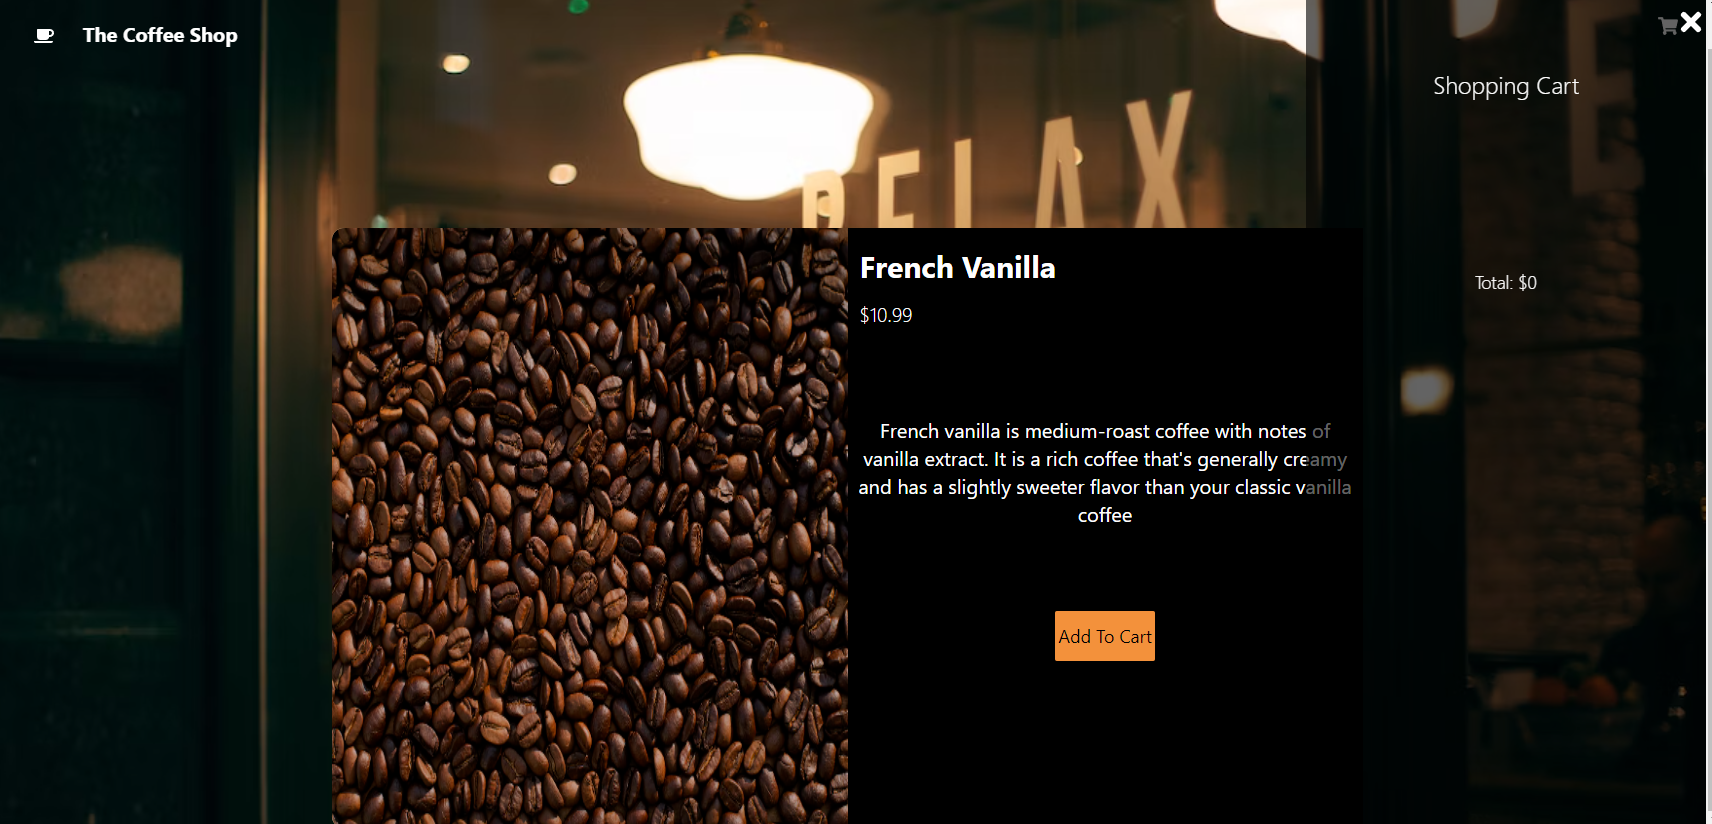 The Coffee Shop
Shopping Cart
RELAX
E
French Vanilla
$10.99
Total: $0
French vanilla is medium-roast coffee with notes of
vanilla extract. It is a rich coffee that's generally creamy
and has a slightly sweeter flavor than your classic vanilla
coffee
Add To Cart